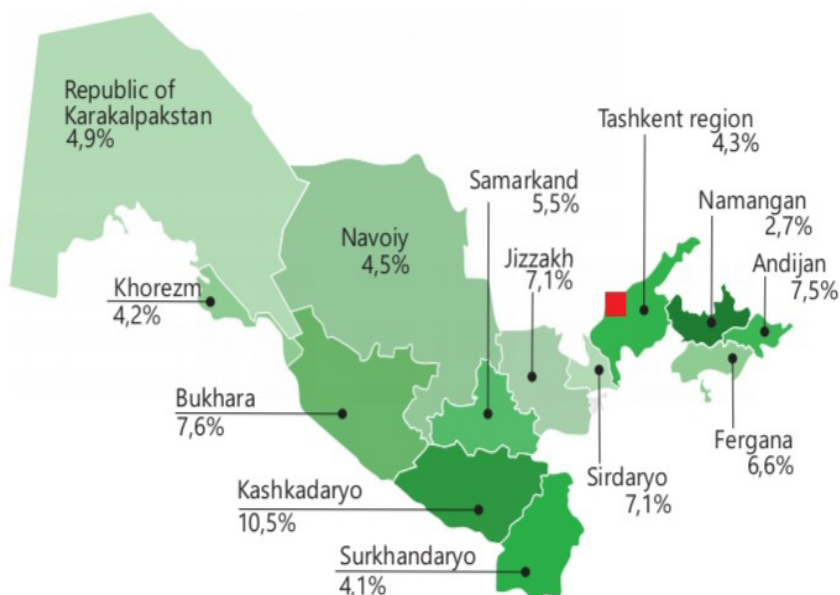 Republic of
Karakalpakstan
4,9%
Tashkent region
4,3%
Samarkand
5,5%
Namangan
2,7%
Navoiy
4,5%
Jizzakh
7,1%
Andijan
7,5%
Khorezm
4,2%
Bukhara
7,6%
Fergana
6,6%
Sirdaryo
7,1%
Kashkadaryo
10,5%
Surkhandaryo
4,1%